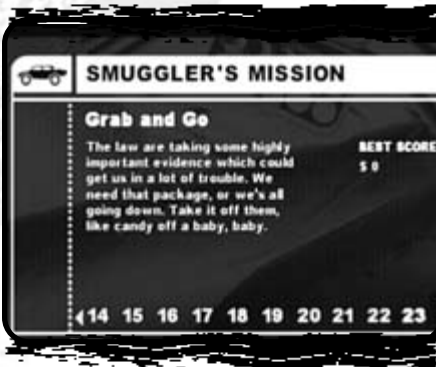 SMUGGLER'S MISSION
Grab and Go
The law are taking some highly
important evidence which could
get us in a lot of trouble. We
need that package, or we's all
going down. Take it off them,
like candy off a baby, baby.
BEST SCORE
$ 0
14 15 16 17 18 19 20 21 22 23